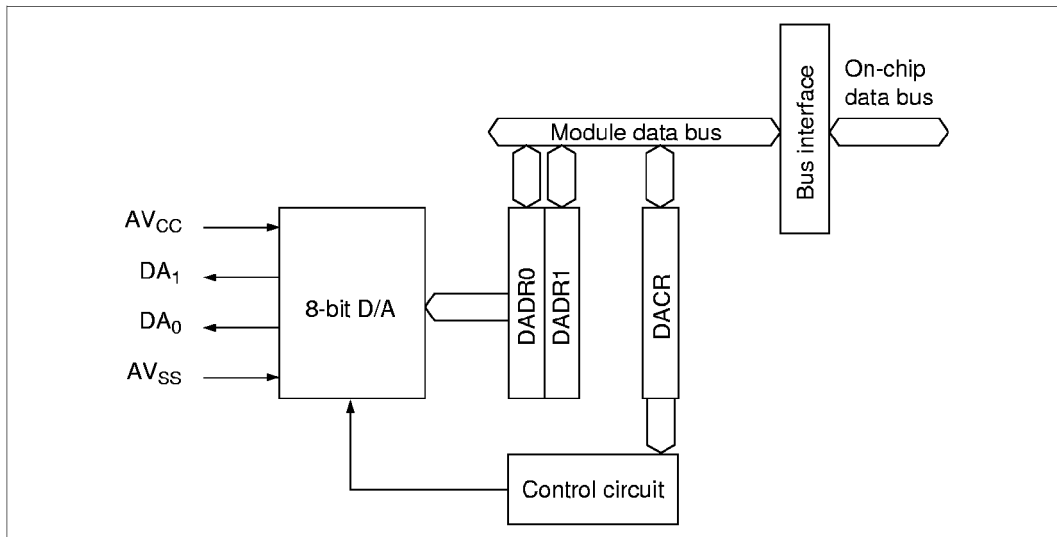 On-chip
data bus
Bus interface
Module data bus
AVCC
DA1
DA0
AVSS
8-bit D/A
DADR0
DADR1
DACR
Control circuit